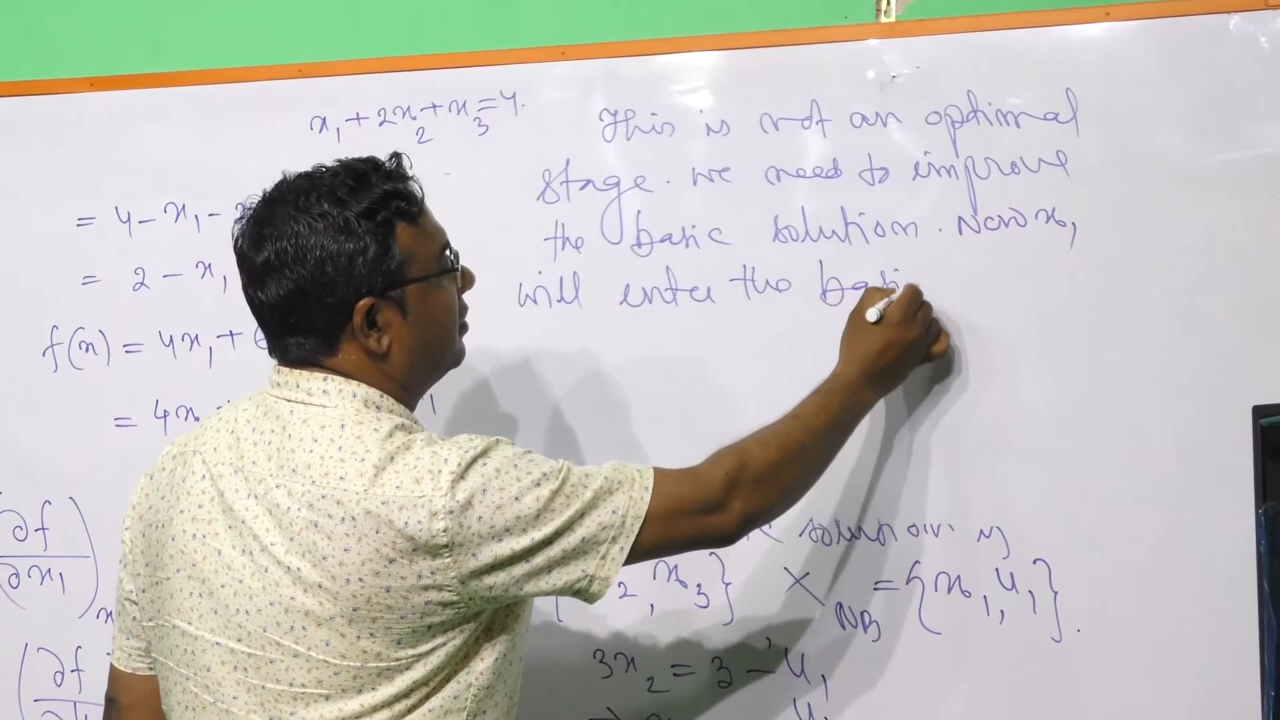 x₁ + 2x₂ + x₃ = 4.
= 4 - x₁ -
= 2 - x₁
f(x) = 4x₁ +
= 4x
(∂f/∂x₁)
This is not an optimal
stage. we need to improve
the basic solution. Now x₁
will enter the basi
solution is
2, x₃} X_NB = {x₁, u₁}.
3x₂ = 3 - u₁